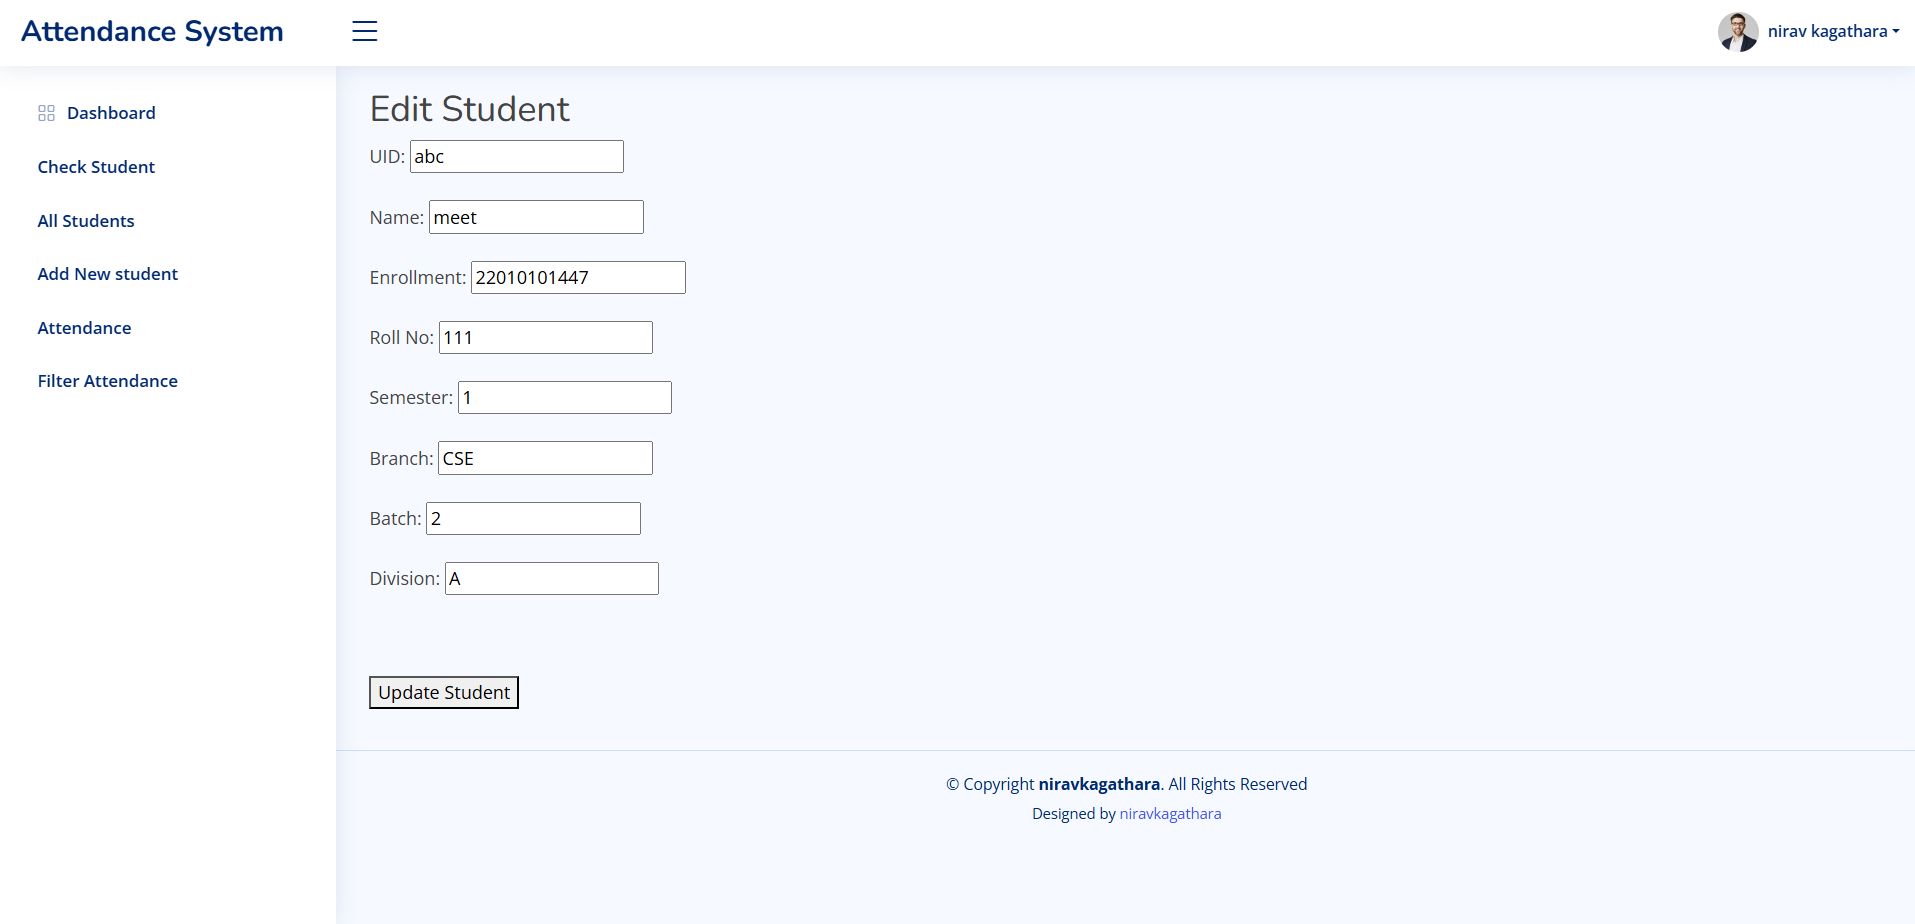 Attendance System
nirav kagathara
Dashboard
Check Student
All Students
Add New student
Attendance
Filter Attendance
Edit Student
UID: abc
Name: meet
Enrollment: 22010101447
Roll No: 111
Semester: 1
Branch: CSE
Batch: 2
Division: A
Update Student
© Copyright niravkagathara. All Rights Reserved
Designed by niravkagathara